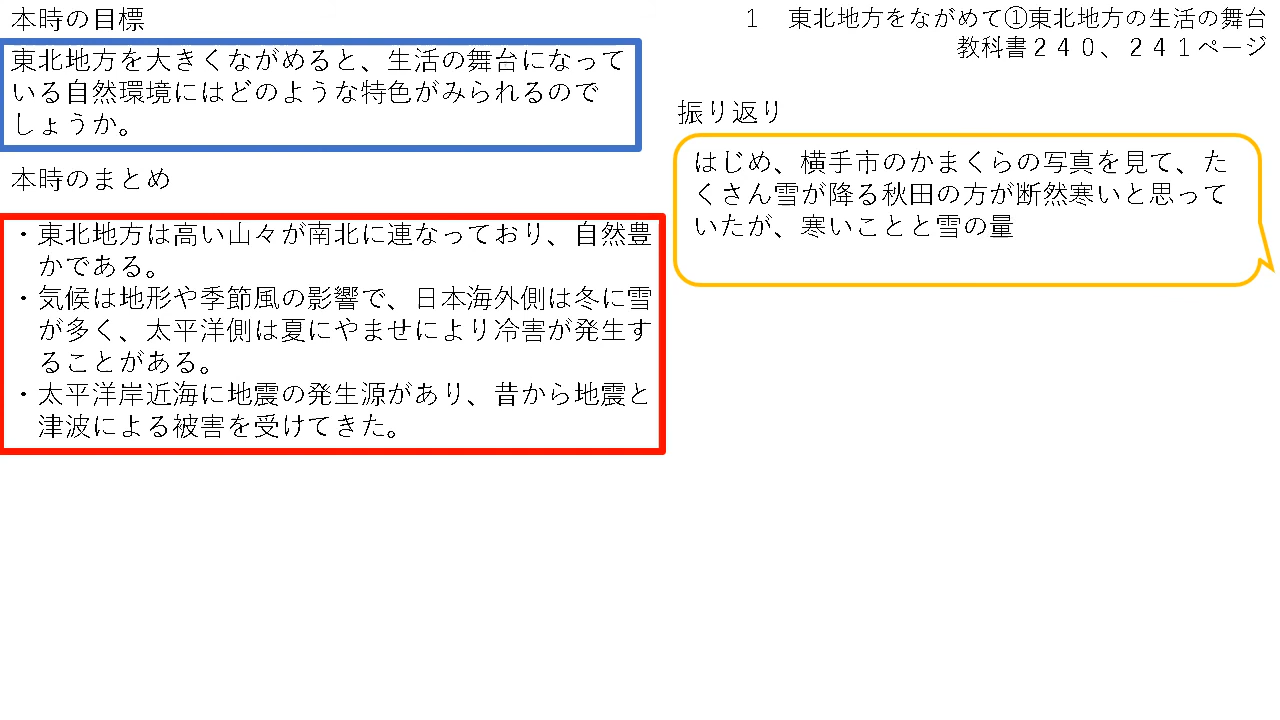 本時の目標
東北地方を大きくながめると、生活の舞台になって
いる自然環境にはどのような特色がみられるので
しょうか。
本時のまとめ
・東北地方は高い山々が南北に連なっており、自然豊
かである。
・気候は地形や季節風の影響で、日本海外側は冬に雪
が多く、太平洋側は夏にやませにより冷害が発生す
ることがある。
・太平洋岸近海に地震の発生源があり、昔から地震と
津波による被害を受けてきた。
１　東北地方をながめて①東北地方の生活の舞台
教科書２４０、２４１ページ
振り返り
はじめ、横手市のかまくらの写真を見て、た
くさん雪が降る秋田の方が断然寒いと思って
いたが、寒いことと雪の量